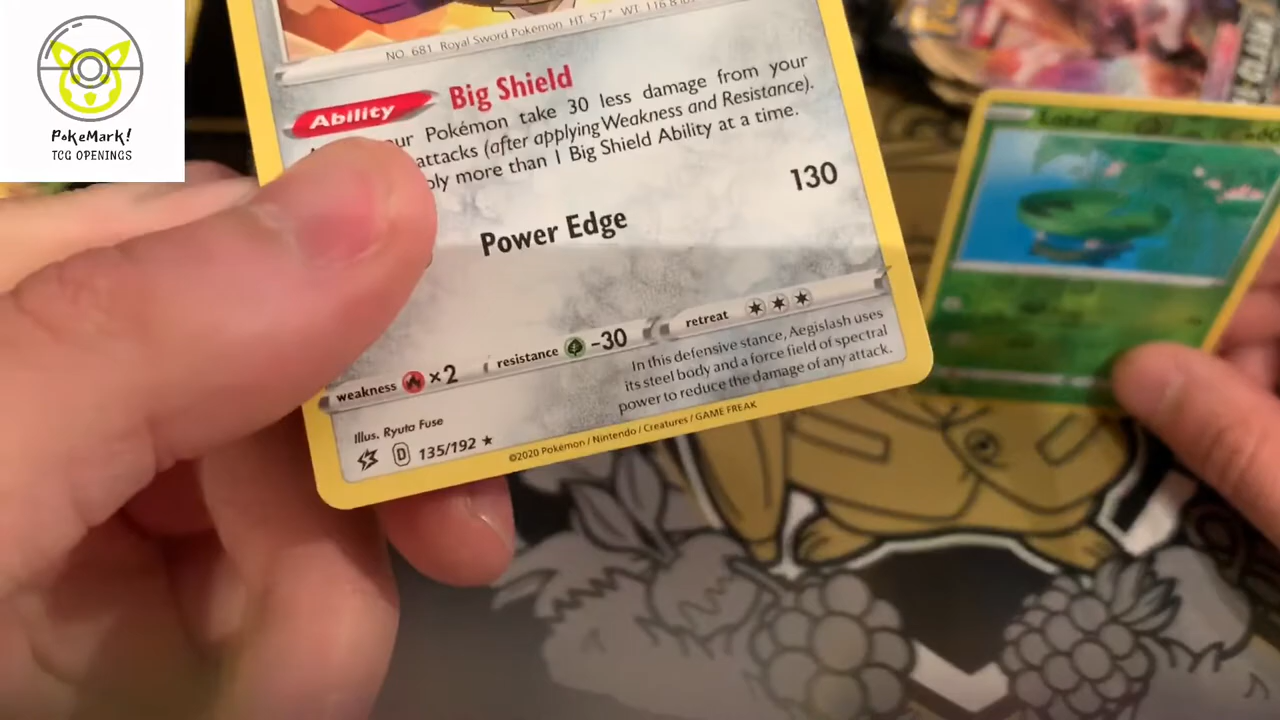 PokeMark!
TCG OPENINGS
NO. 681 Royal Sword Pokémon HT: 5'7" WT: 116.8 lbs.
Ability Big Shield
your Pokémon take 30 less damage from your
attacks (after applying Weakness and Resistance).
more than 1 Big Shield Ability at a time.
Power Edge 130
weakness ×2 resistance -30 retreat
In this defensive stance, Aegislash uses
its steel body and a force field of spectral
power to reduce the damage of any attack.
Illus. Ryuta Fuse
D 135/192 ★
©2020 Pokémon / Nintendo / Creatures / GAME FREAK
Lotad